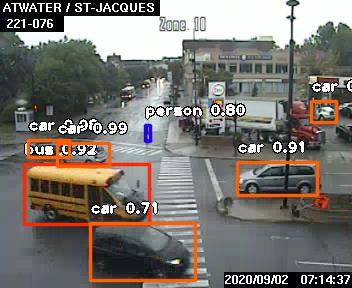 ATWATER / ST-JACQUES
221-076
Zone 10
person 0.80
car 0.99
bus 0.92
car 0.91
car 0.71
2020/09/02 07:14:37